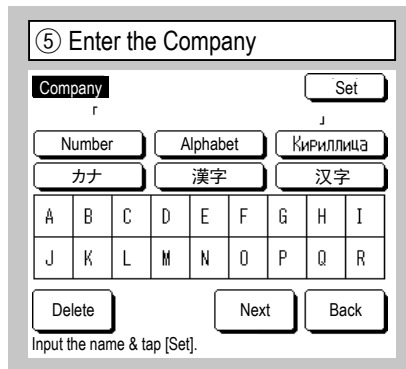 ⑤ Enter the Company
Company Set
「 」
Number Alphabet Кириллица
カナ 漢字 汉字
A B C D E F G H I
J K L M N O P Q R
Delete Next Back
Input the name & tap [Set].